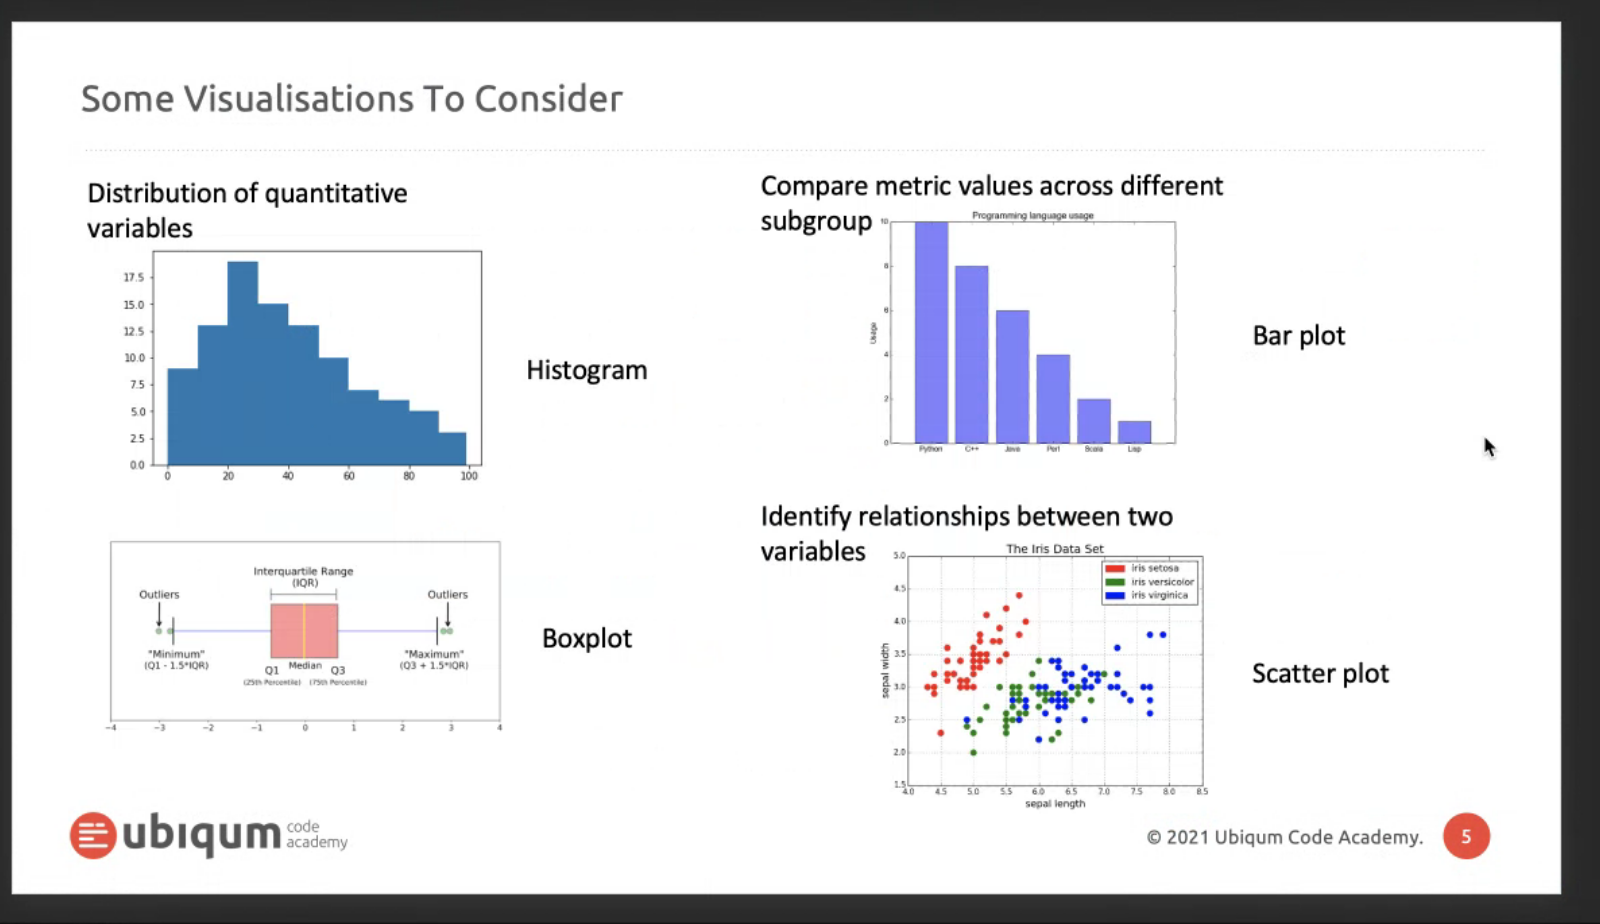 Some Visualisations To Consider
Distribution of quantitative
variables
17.5
15.0
12.5
10.0
7.5
5.0
2.5
0.0
0 20 40 60 80 100
Histogram
Interquartile Range
(IQR)
Outliers
Outliers
"Minimum"
(Q1 - 1.5*IQR)
"Maximum"
(Q3 + 1.5*IQR)
Q1
(25th Percentile)
Median
Q3
(75th Percentile)
−4 −3 −2 −1 0 1 2 3 4
Boxplot
Compare metric values across different
subgroup
Programming language usage
10
8
6
4
2
0
Usage
Python C++ Java Perl Scala Lisp
Bar plot
Identify relationships between two
variables
The Iris Data Set
iris setosa
iris versicolor
iris virginica
5.0
4.5
4.0
3.5
3.0
2.5
2.0
1.5
sepal width
4.0 4.5 5.0 5.5 6.0 6.5 7.0 7.5 8.0 8.5
sepal length
Scatter plot
ubiqum code
academy
© 2021 Ubiqum Code Academy.
5